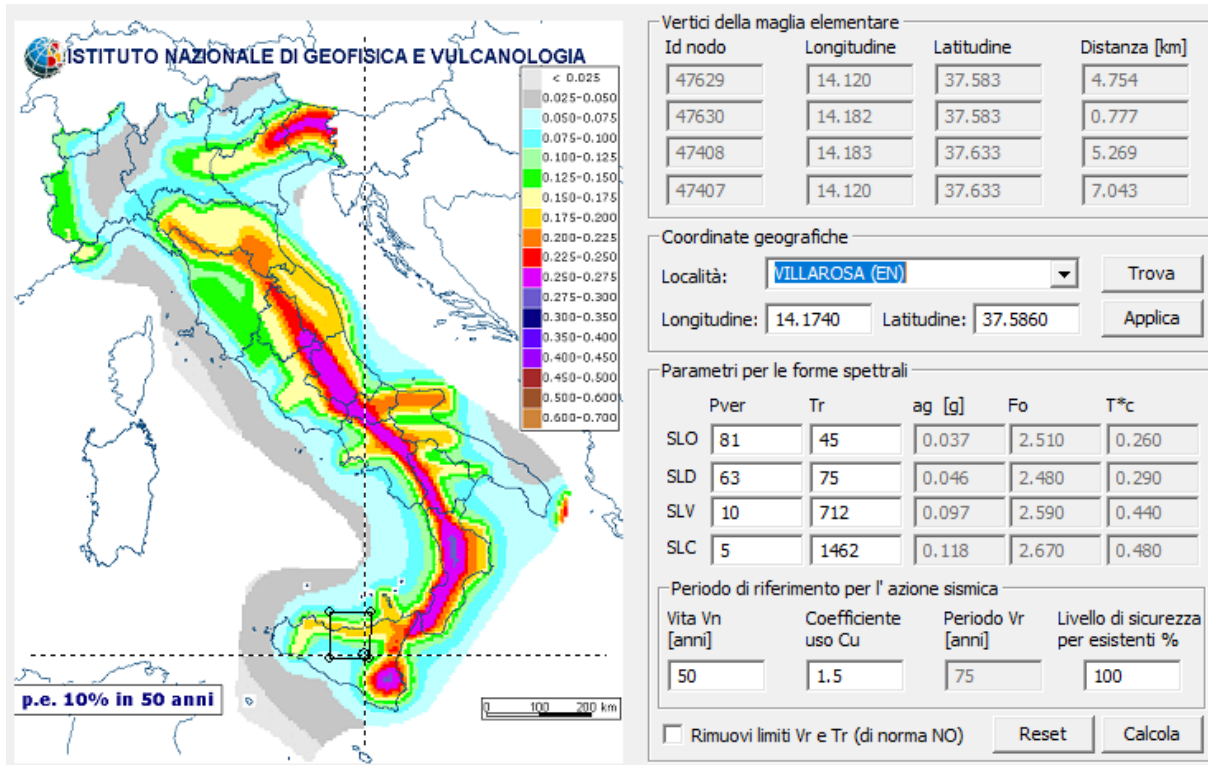 ISTITUTO NAZIONALE DI GEOFISICA E VULCANOLOGIA
< 0.025
0.025-0.050
0.050-0.075
0.075-0.100
0.100-0.125
0.125-0.150
0.150-0.175
0.175-0.200
0.200-0.225
0.225-0.250
0.250-0.275
0.275-0.300
0.300-0.350
0.350-0.400
0.400-0.450
0.450-0.500
0.500-0.600
0.600-0.700
p.e. 10% in 50 anni
0 100 200 km
Vertici della maglia elementare
Id nodo Longitudine Latitudine Distanza [km]
47629 14.120 37.583 4.754
47630 14.182 37.583 0.777
47408 14.183 37.633 5.269
47407 14.120 37.633 7.043
Coordinate geografiche
Località: VILLAROSA (EN) Trova
Longitudine: 14.1740 Latitudine: 37.5860 Applica
Parametri per le forme spettrali
Pver Tr ag [g] Fo T*c
SLO 81 45 0.037 2.510 0.260
SLD 63 75 0.046 2.480 0.290
SLV 10 712 0.097 2.590 0.440
SLC 5 1462 0.118 2.670 0.480
Periodo di riferimento per l' azione sismica
Vita Vn Coefficiente Periodo Vr Livello di sicurezza
[anni] uso Cu [anni] per esistenti %
50 1.5 75 100
Rimuovi limiti Vr e Tr (di norma NO) Reset Calcola